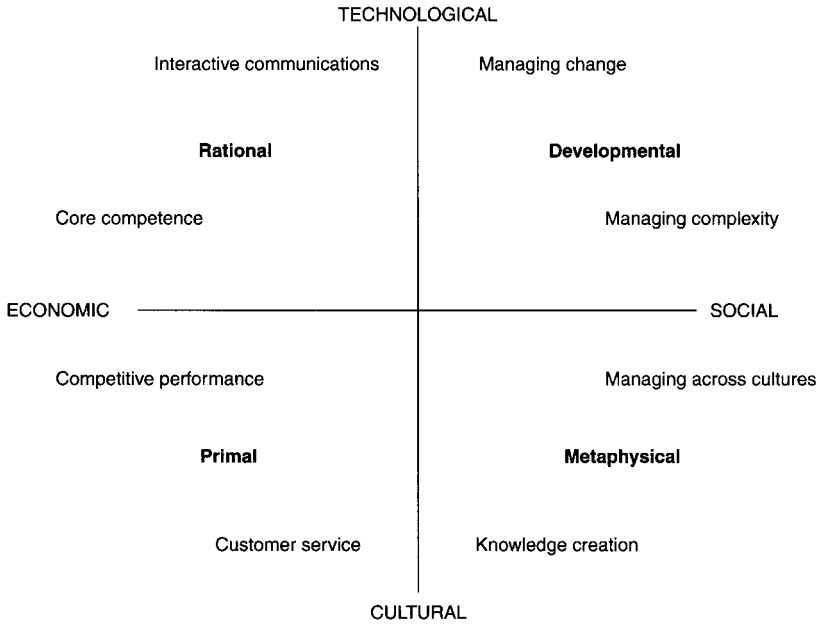 TECHNOLOGICAL
Interactive communications
Managing change
Rational
Developmental
Core competence
Managing complexity
ECONOMIC
SOCIAL
Competitive performance
Managing across cultures
Primal
Metaphysical
Customer service
Knowledge creation
CULTURAL